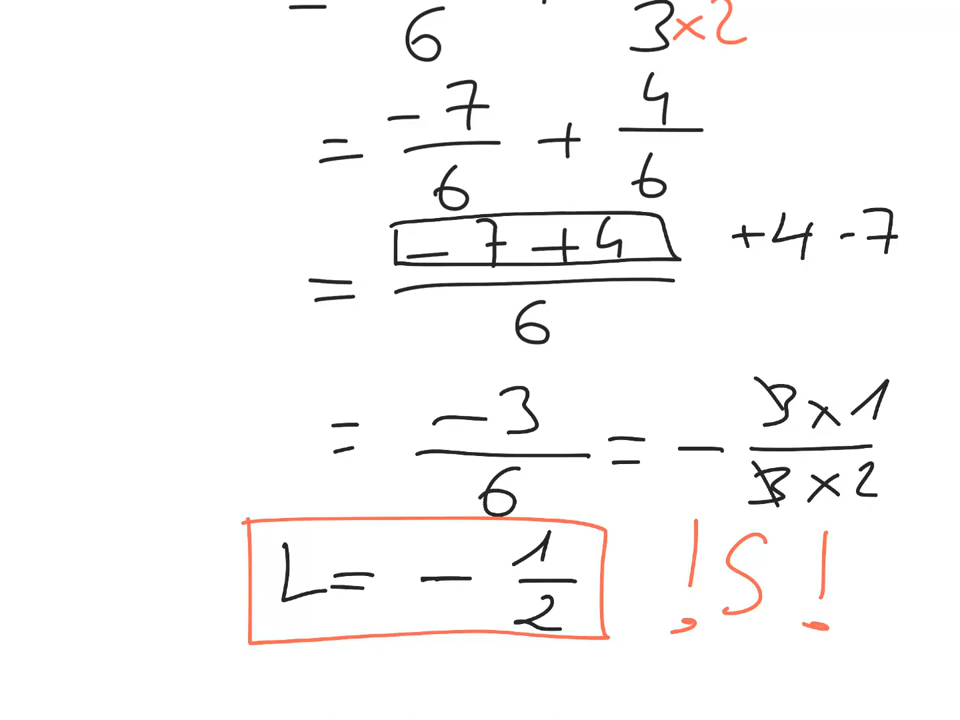 - 6 3×2
= -7/6 + 4/6
= -7+4/6 +4 -7
= -3/6 = - 3×1/3×2
L = - 1/2 ! S !